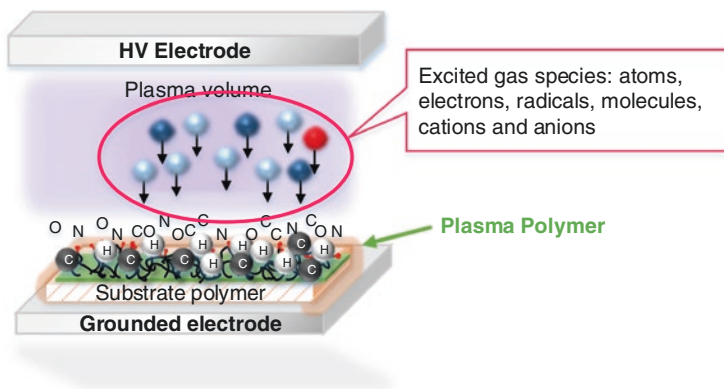 HV Electrode
Plasma volume
Excited gas species: atoms,
electrons, radicals, molecules,
cations and anions
O N O N C O N O C C N O C C N C O N
Plasma Polymer
C H C H C H H C H H C H C H
Substrate polymer
Grounded electrode